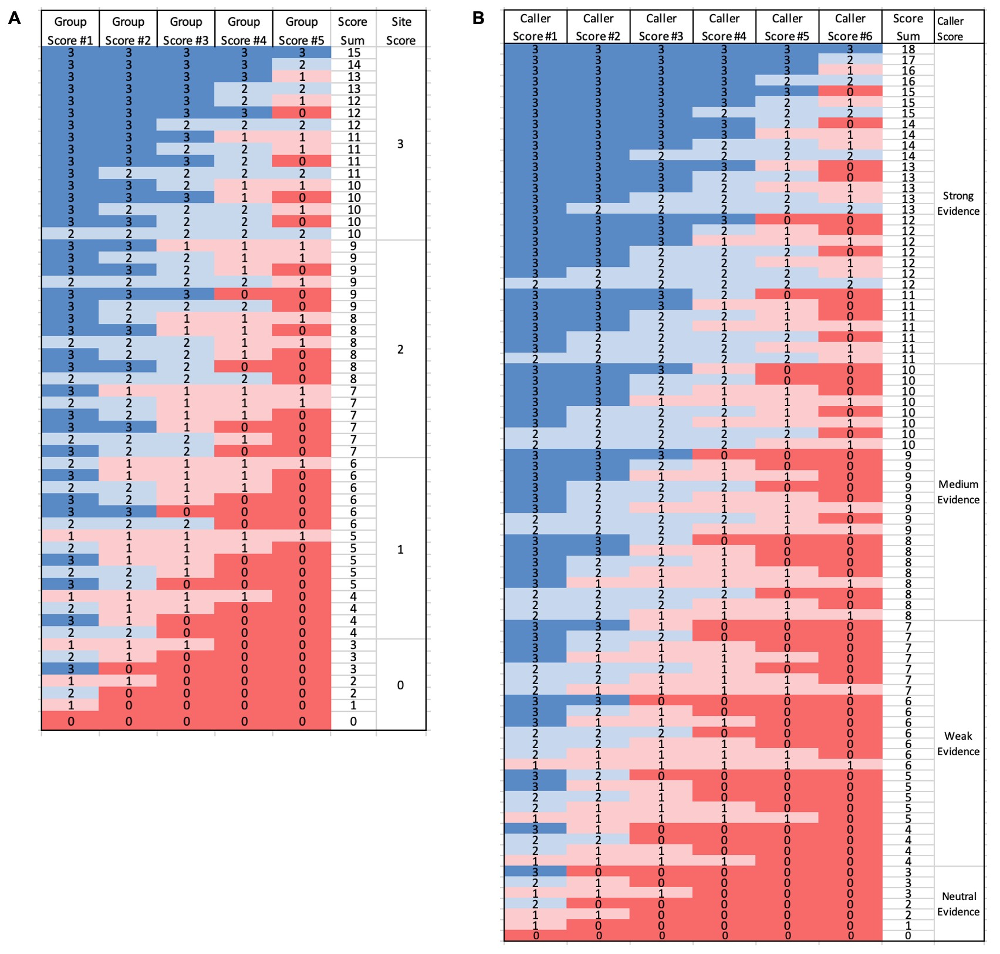 A
Group Group Group Group Group Score Site
Score #1 Score #2 Score #3 Score #4 Score #5 Sum Score
3 3 3 3 3 15
3 3 3 3 2 14
3 3 3 3 1 13
3 3 3 2 2 13
3 3 3 2 1 12
3 3 3 3 0 12
3 3 2 2 2 12
3 3 3 1 1 11
3
3 3 2 2 1 11
3 3 3 2 0 11
3 2 2 2 2 11
3 3 2 1 1 10
3 3 3 1 0 10
3 2 2 2 1 10
3 3 2 2 0 10
2 2 2 2 2 10
3 3 1 1 1 9
3 2 2 1 1 9
3 3 2 1 0 9
2 2 2 2 1 9
3 3 3 0 0 9
3 2 2 2 0 9
3 2 1 1 1 8
3 3 1 1 0 8
2 2 2 1 1 8
2
3 2 2 1 0 8
3 3 2 0 0 8
2 2 2 2 0 8
3 1 1 1 1 7
2 2 1 1 1 7
3 2 1 1 0 7
3 3 1 0 0 7
2 2 2 1 0 7
3 2 2 0 0 7
2 1 1 1 1 6
3 1 1 1 0 6
2 2 1 1 0 6
3 2 1 0 0 6
3 3 0 0 0 6
2 2 2 0 0 6
1 1 1 1 1 5
2 1 1 1 0 5
1
3 1 1 0 0 5
2 2 1 0 0 5
3 2 0 0 0 5
1 1 1 1 0 4
2 1 1 0 0 4
3 1 0 0 0 4
2 2 0 0 0 4
1 1 1 0 0 3
2 1 0 0 0 3
3 0 0 0 0 3
1 1 0 0 0 2
0
2 0 0 0 0 2
1 0 0 0 0 1
0 0 0 0 0 0
B
Caller Caller Caller Caller Caller Caller Score Caller
Score #1 Score #2 Score #3 Score #4 Score #5 Score #6 Sum Score
3 3 3 3 3 3 18
3 3 3 3 3 2 17
3 3 3 3 3 1 16
3 3 3 3 2 2 16
3 3 3 3 3 0 15
3 3 3 3 2 1 15
3 3 3 2 2 2 15
3 3 3 3 2 0 14
3 3 3 3 1 1 14
3 3 3 2 2 1 14
3 3 2 2 2 2 14
3 3 3 3 1 0 13
3 3 3 2 2 0 13
3 3 3 2 1 1 13
Strong
3 3 2 2 2 1 13
Evidence
3 2 2 2 2 2 13
3 3 3 3 0 0 12
3 3 3 2 1 0 12
3 3 3 1 1 1 12
3 3 2 2 2 0 12
3 3 2 2 1 1 12
3 2 2 2 2 1 12
2 2 2 2 2 2 12
3 3 3 2 0 0 11
3 3 3 1 1 0 11
3 3 2 2 1 0 11
3 3 2 1 1 1 11
3 2 2 2 2 0 11
3 2 2 2 1 1 11
2 2 2 2 2 1 11
3 3 3 1 0 0 10
3 3 2 2 0 0 10
3 3 2 1 1 0 10
3 3 1 1 1 1 10
3 2 2 2 1 0 10
3 2 2 1 1 1 10
2 2 2 2 2 0 10
2 2 2 2 1 1 10
3 3 3 0 0 0 9
3 3 2 1 0 0 9
3 3 1 1 1 0 9
Medium
3 2 2 2 0 0 9
3 2 2 1 1 0 9
Evidence
3 2 1 1 1 1 9
2 2 2 2 1 0 9
2 2 2 1 1 1 9
3 3 2 0 0 0 8
3 3 1 1 0 0 8
3 2 2 1 0 0 8
3 2 1 1 1 0 8
3 1 1 1 1 1 8
2 2 2 2 0 0 8
2 2 2 1 1 0 8
2 2 1 1 1 1 8
3 3 1 0 0 0 7
3 2 2 0 0 0 7
3 2 1 1 0 0 7
3 1 1 1 1 0 7
2 2 2 1 0 0 7
2 2 1 1 1 0 7
2 1 1 1 1 1 7
3 3 0 0 0 0 6
3 2 1 0 0 0 6
3 1 1 1 0 0 6
2 2 2 0 0 0 6
Weak
2 2 1 1 0 0 6
Evidence
2 1 1 1 1 0 6
1 1 1 1 1 1 6
3 2 0 0 0 0 5
3 1 1 0 0 0 5
2 2 1 0 0 0 5
2 1 1 1 0 0 5
1 1 1 1 1 0 5
3 1 0 0 0 0 4
2 2 0 0 0 0 4
2 1 1 0 0 0 4
1 1 1 1 0 0 4
3 0 0 0 0 0 3
2 1 0 0 0 0 3
1 1 1 0 0 0 3
Neutral
2 0 0 0 0 0 2
Evidence
1 1 0 0 0 0 2
1 0 0 0 0 0 1
0 0 0 0 0 0 0